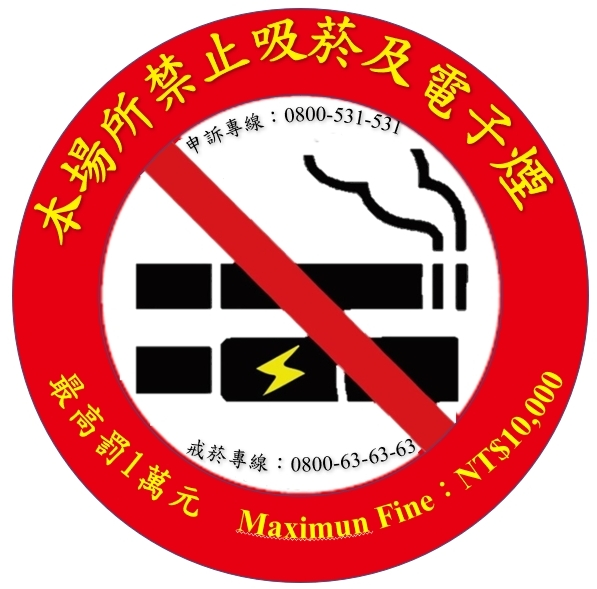 本場所禁止吸菸及電子煙
申訴專線：0800-531-531
戒菸專線：0800-63-63-63
最高罰1萬元
Maximun Fine：NT$10,000